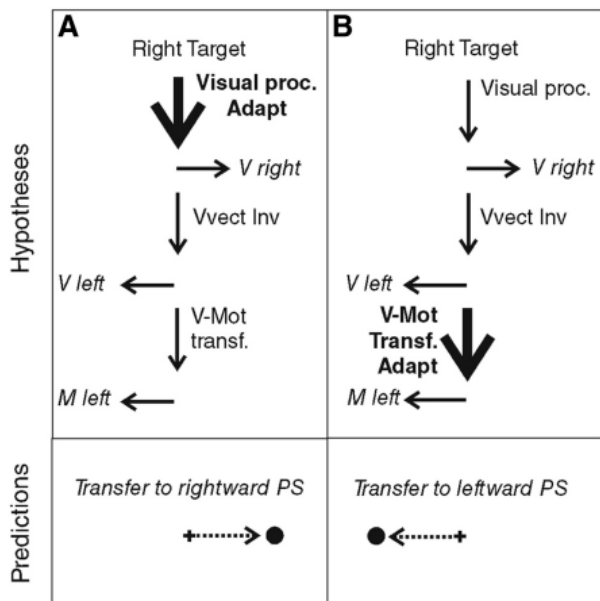 A
Right Target
Visual proc.
Adapt
V right
Vvect Inv
V left
V-Mot
transf.
M left
B
Right Target
Visual proc.
V right
Vvect Inv
V left
V-Mot
Transf.
Adapt
M left
Hypotheses
Transfer to rightward PS
Transfer to leftward PS
Predictions